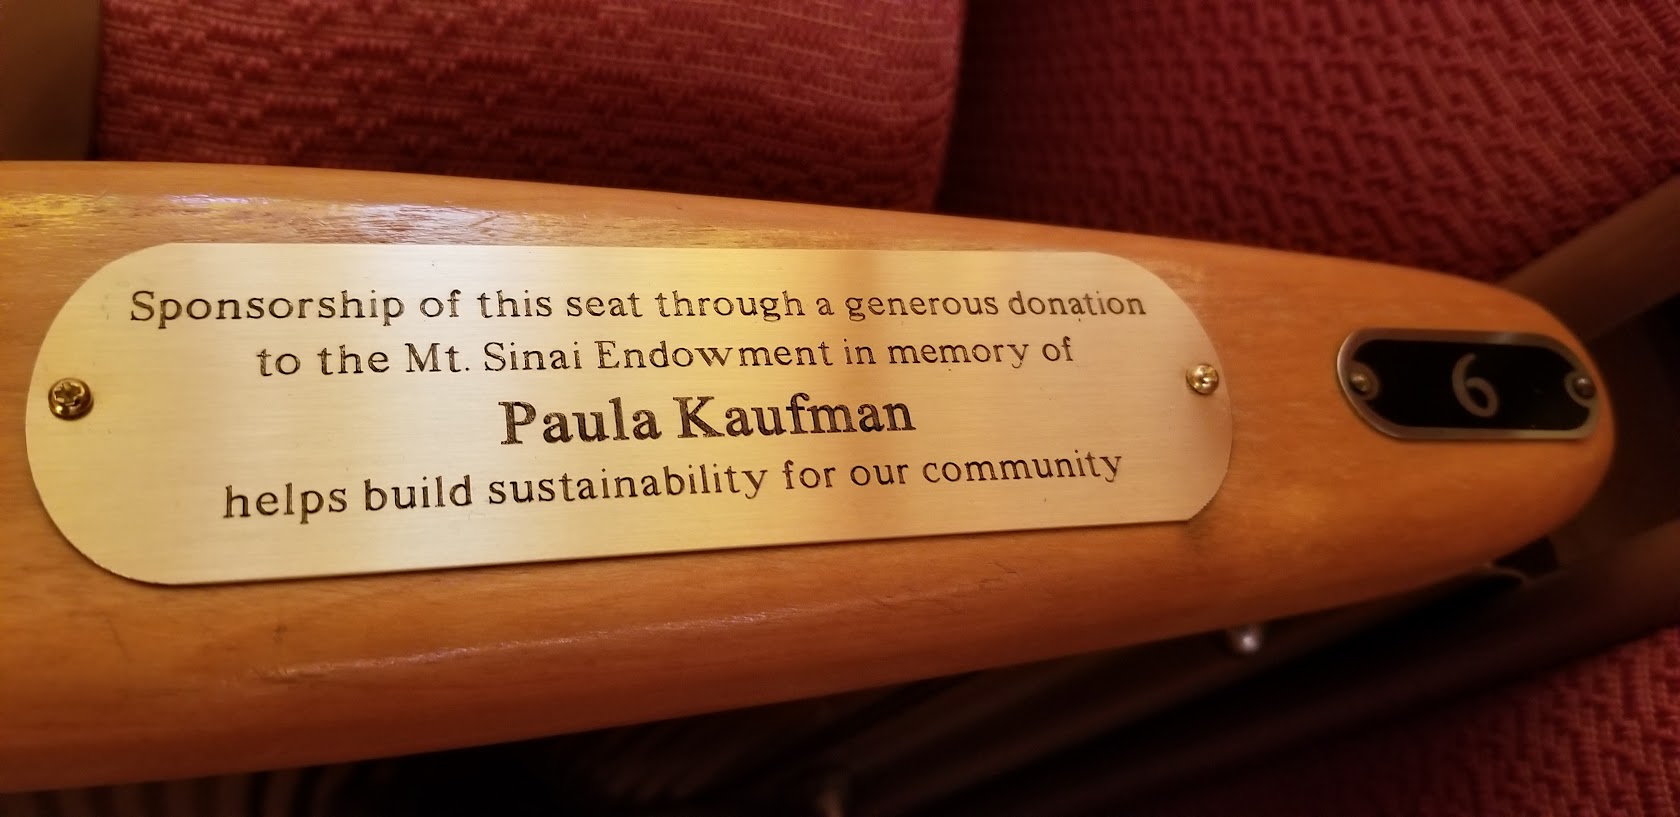 Sponsorship of this seat through a generous donation
to the Mt. Sinai Endowment in memory of
Paula Kaufman
helps build sustainability for our community
6